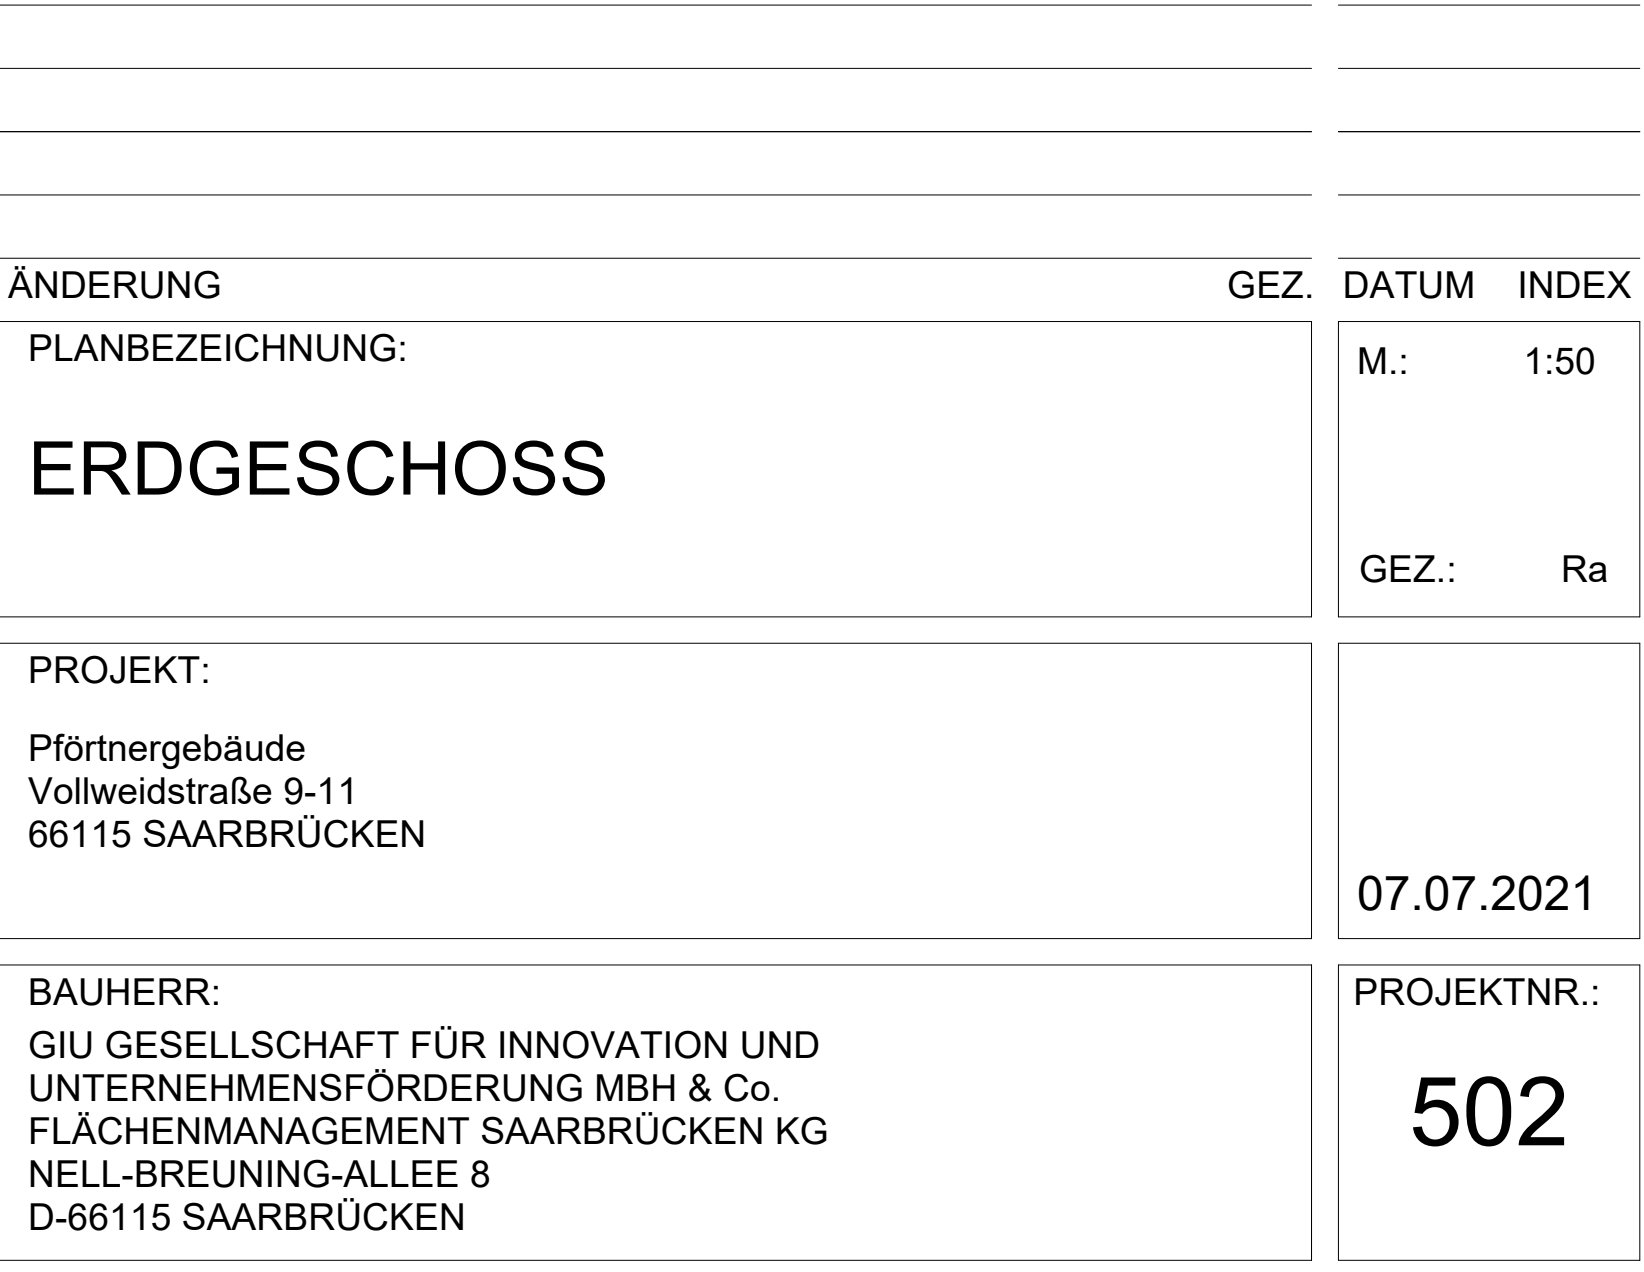 ÄNDERUNG GEZ. DATUM INDEX
PLANBEZEICHNUNG:
M.: 1:50
ERDGESCHOSS
GEZ.: Ra
PROJEKT:
Pförtnergebäude
Vollweidstraße 9-11
66115 SAARBRÜCKEN
07.07.2021
BAUHERR:
GIU GESELLSCHAFT FÜR INNOVATION UND
UNTERNEHMENSFÖRDERUNG MBH & Co.
FLÄCHENMANAGEMENT SAARBRÜCKEN KG
NELL-BREUNING-ALLEE 8
D-66115 SAARBRÜCKEN
PROJEKTNR.:
502